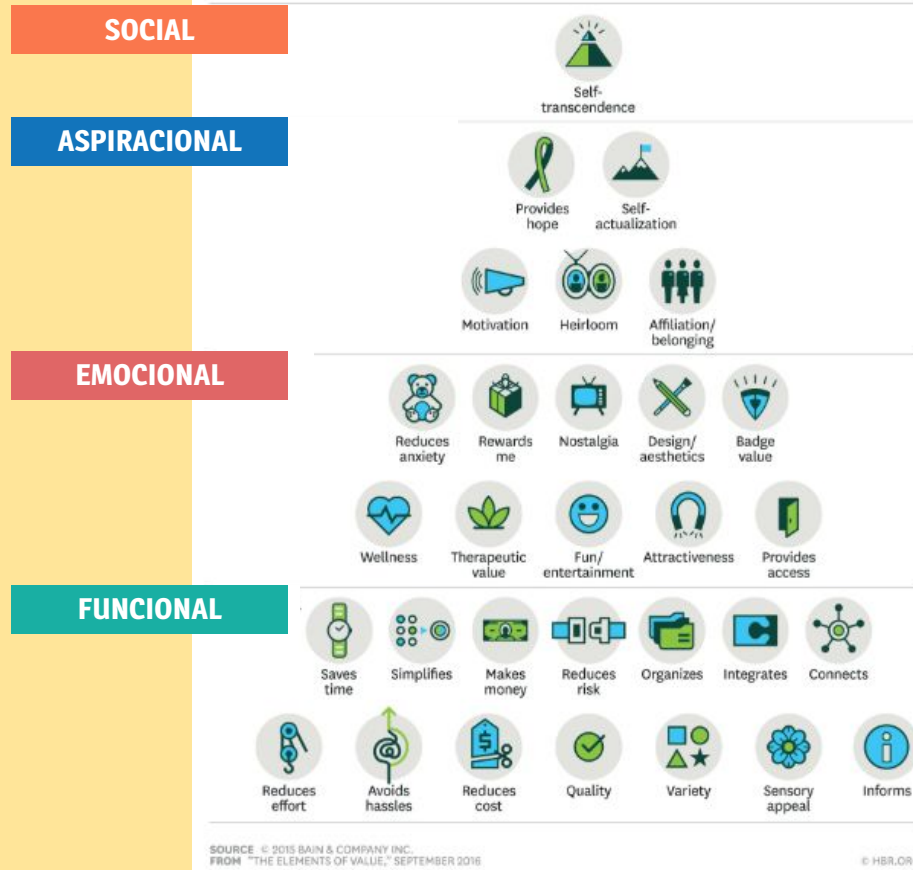 SOCIAL
Self-
transcendence
ASPIRACIONAL
Provides
hope
Self-
actualization
Motivation
Heirloom
Affiliation/
belonging
EMOCIONAL
Reduces
anxiety
Rewards
me
Nostalgia
Design/
aesthetics
Badge
value
Wellness
Therapeutic
value
Fun/
entertainment
Attractiveness
Provides
access
FUNCIONAL
Saves
time
Simplifies
Makes
money
Reduces
risk
Organizes
Integrates
Connects
Reduces
effort
Avoids
hassles
Reduces
cost
Quality
Variety
Sensory
appeal
Informs
SOURCE © 2015 BAIN & COMPANY INC.
FROM "THE ELEMENTS OF VALUE," SEPTEMBER 2016
© HBR.OR